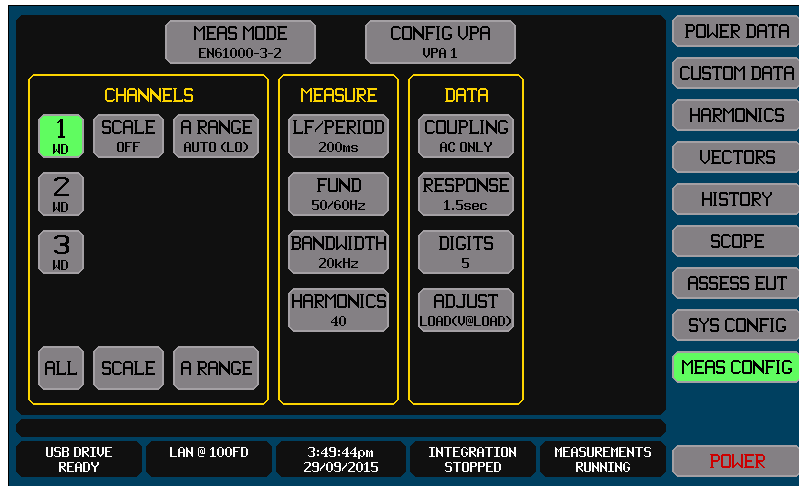 MEAS MODE
EN61000-3-2
CONFIG VPA
VPA 1
CHANNELS
1
WD
SCALE
OFF
A RANGE
AUTO (LO)
2
WD
3
WD
ALL
SCALE
A RANGE
MEASURE
LF/PERIOD
200ms
FUND
50/60Hz
BANDWIDTH
20kHz
HARMONICS
40
DATA
COUPLING
AC ONLY
RESPONSE
1.5sec
DIGITS
5
ADJUST
LOAD(V@LOAD)
POWER DATA
CUSTOM DATA
HARMONICS
VECTORS
HISTORY
SCOPE
ASSESS EUT
SYS CONFIG
MEAS CONFIG
USB DRIVE
READY
LAN @ 100FD
3:49:44pm
29/09/2015
INTEGRATION
STOPPED
MEASUREMENTS
RUNNING
POWER